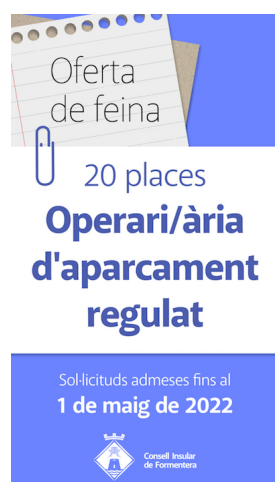 Oferta
de feina
20 places
Operari/ària
d'aparcament
regulat
Sol·licituds admeses fins al
1 de maig de 2022
Consell Insular
de Formentera